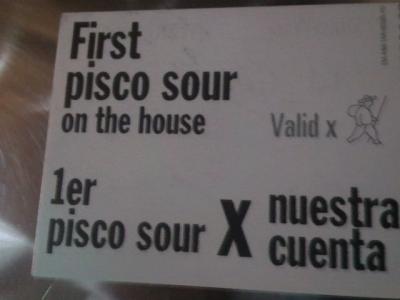 First
pisco sour
on the house
Valid x
1er
pisco sour X nuestra
cuenta